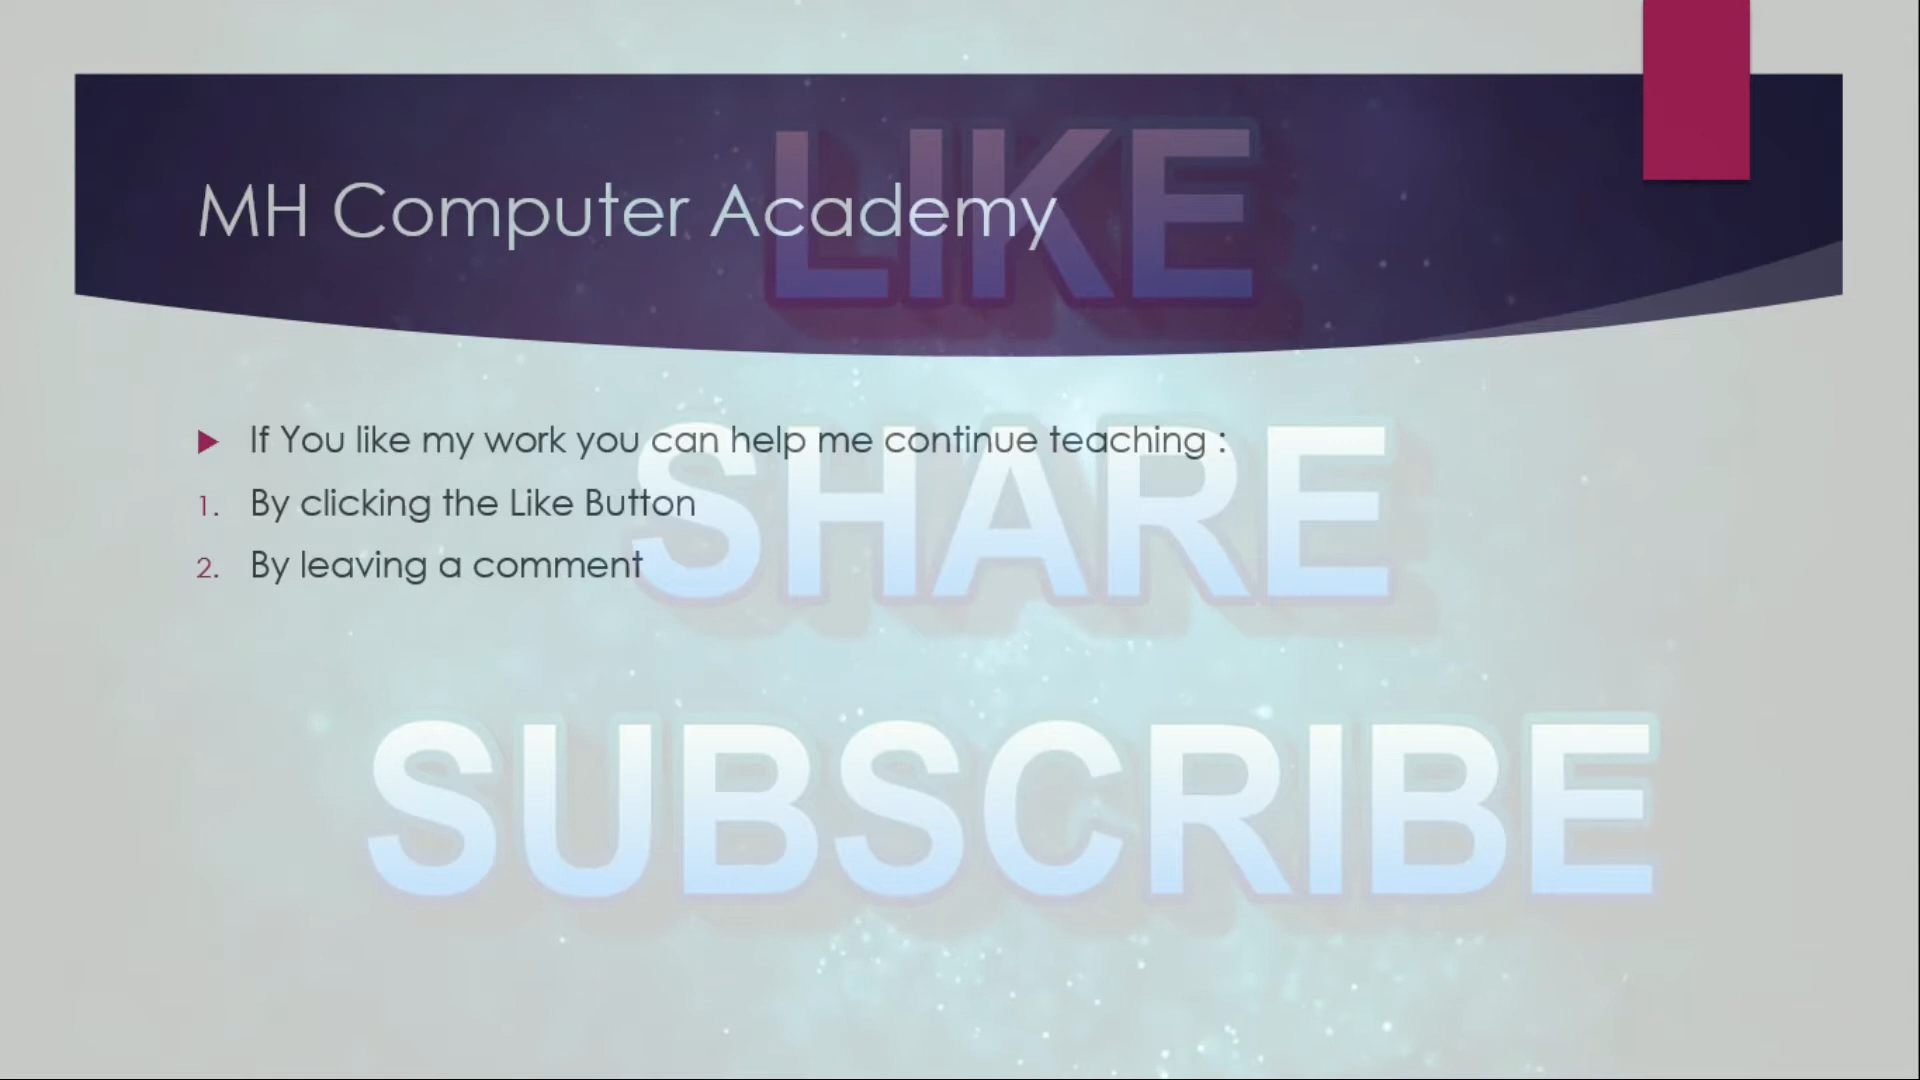 LIKE
MH Computer Academy
▶ If You like my work you can help me continue teaching :
SHARE
1. By clicking the Like Button
2. By leaving a comment
SUBSCRIBE